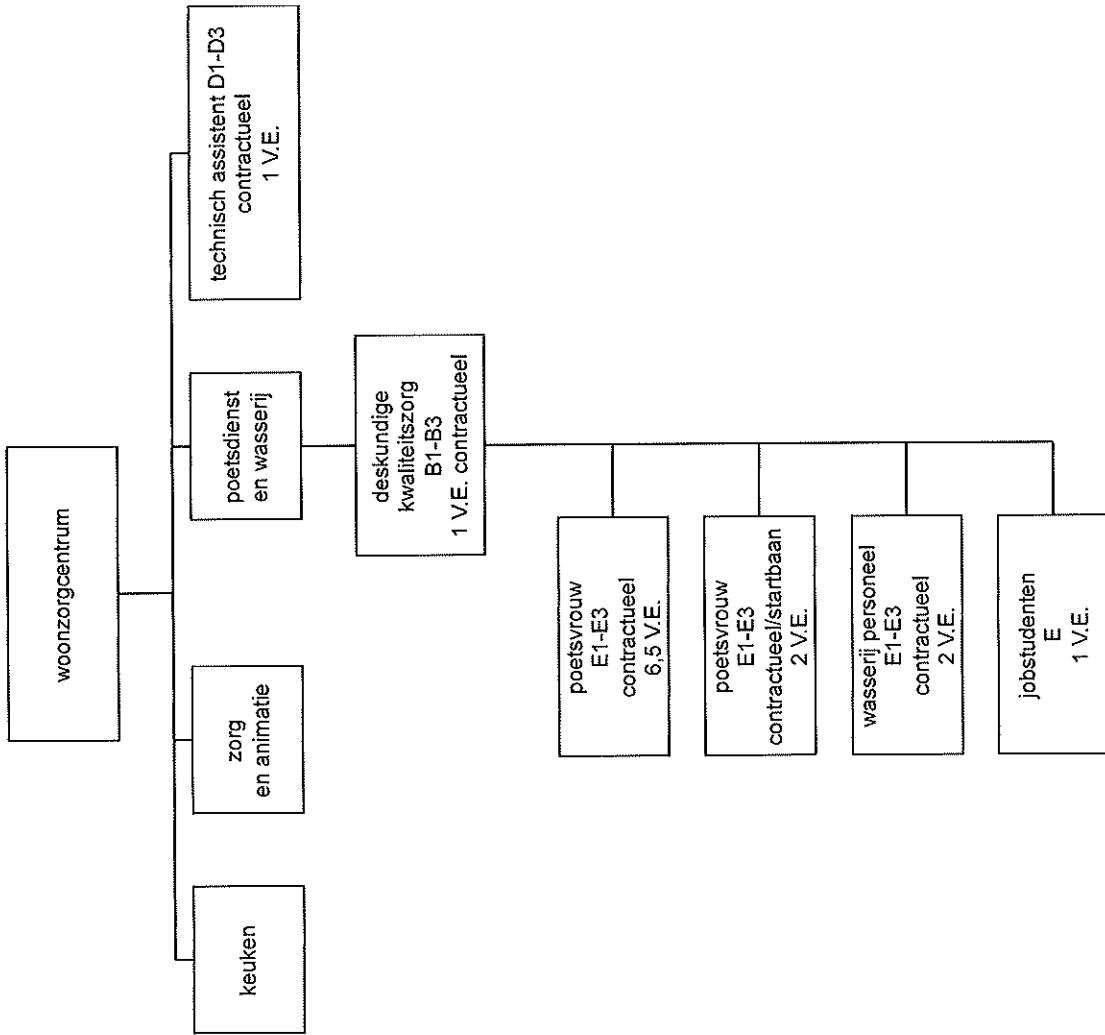 woonzorgcentrum
keuken
zorg
en animatie
poetsdienst
en wasserij
technisch assistent D1-D3
contractueel
1 V.E.
deskundige
kwaliteitszorg
B1-B3
1 V.E. contractueel
poetsvrouw
E1-E3
contractueel
6,5 V.E.
poetsvrouw
E1-E3
contractueel/startbaan
2 V.E.
wasserij personeel
E1-E3
contractueel
2 V.E.
jobstudenten
E
1 V.E.